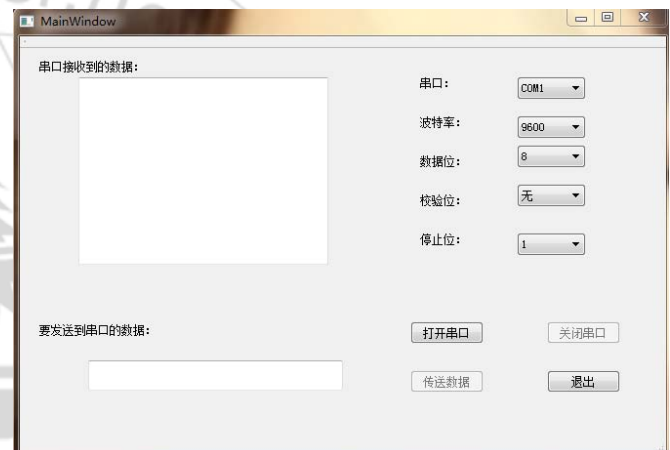 MainWindow
串口接收到的数据:
串口:
COM1
波特率:
9600
数据位:
8
校验位:
无
停止位:
1
要发送到串口的数据:
打开串口
关闭串口
传送数据
退出